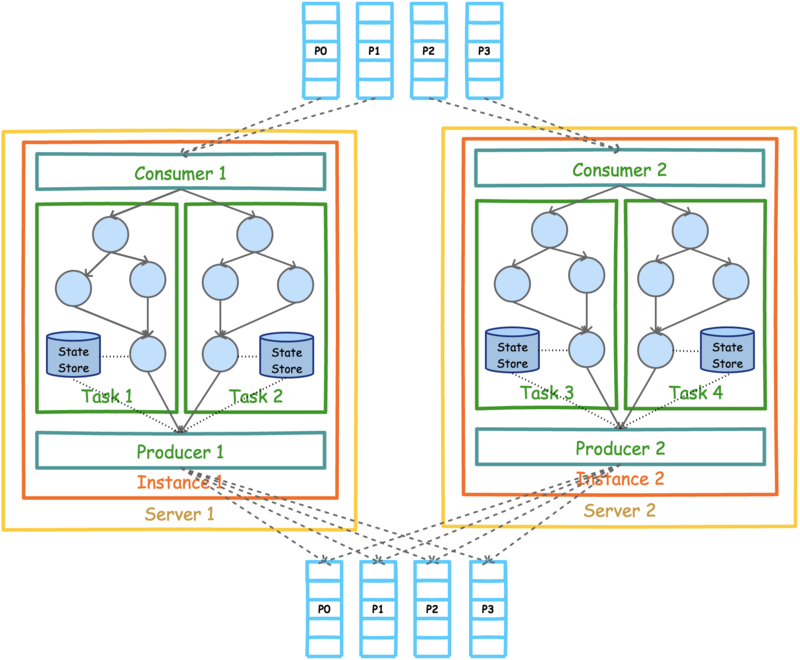 P0
P1
P2
P3
Consumer 1
Consumer 2
State
Store
State
Store
State
Store
State
Store
Task 1
Task 2
Task 3
Task 4
Producer 1
Producer 2
Instance 1
Instance 2
Server 1
Server 2
P0
P1
P2
P3